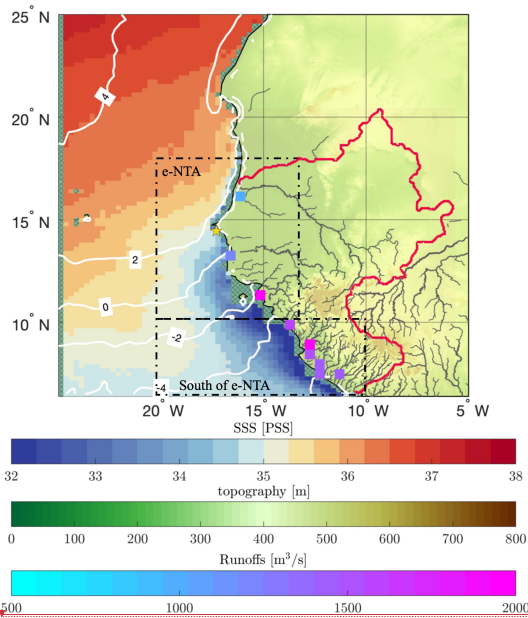 25° N
20° N
15° N
10° N
4
e-NTA
2
0
0
-2
-4
South of e-NTA
20° W 15° W 10° W 5° W
SSS [PSS]
32 33 34 35 36 37 38
topography [m]
0 100 200 300 400 500 600 700 800
Runoffs [m³/s]
500 1000 1500 2000